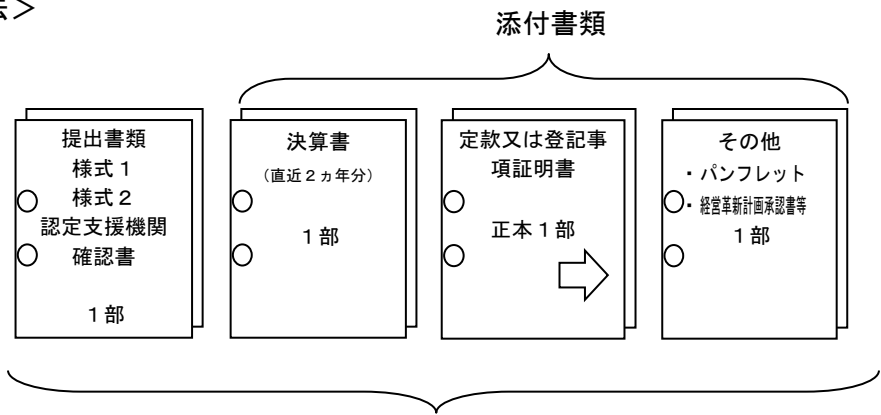 ＞
添付書類
提出書類
様式１
様式２
認定支援機関
確認書
１部
決算書
（直近２ヵ年分）
１部
定款又は登記事
項証明書
正本１部
その他
・パンフレット
・経営革新計画承認書等
１部